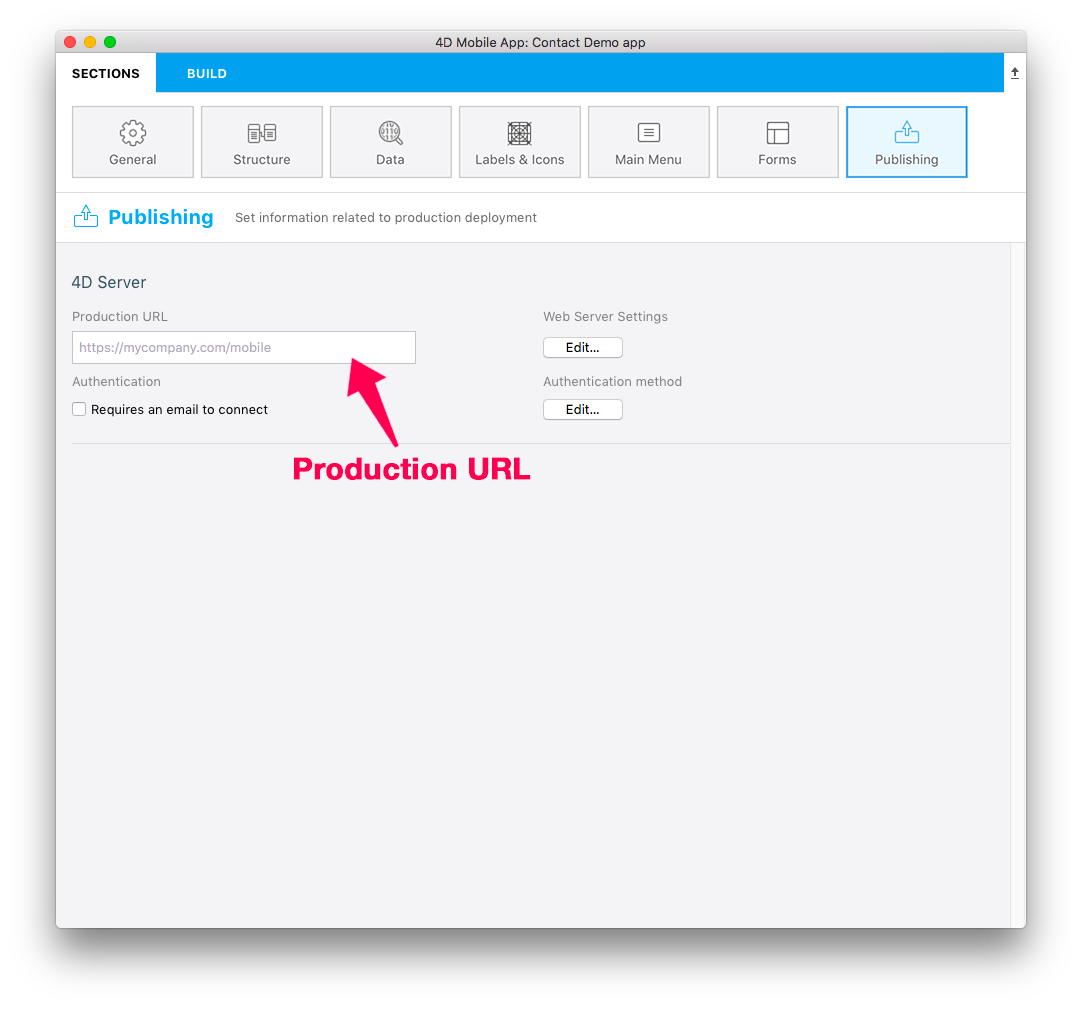 4D Mobile App: Contact Demo app
SECTIONS BUILD
General Structure Data Labels & Icons Main Menu Forms Publishing
Publishing Set information related to production deployment
4D Server
Production URL Web Server Settings
https://mycompany.com/mobile Edit...
Authentication Authentication method
Requires an email to connect Edit...
Production URL